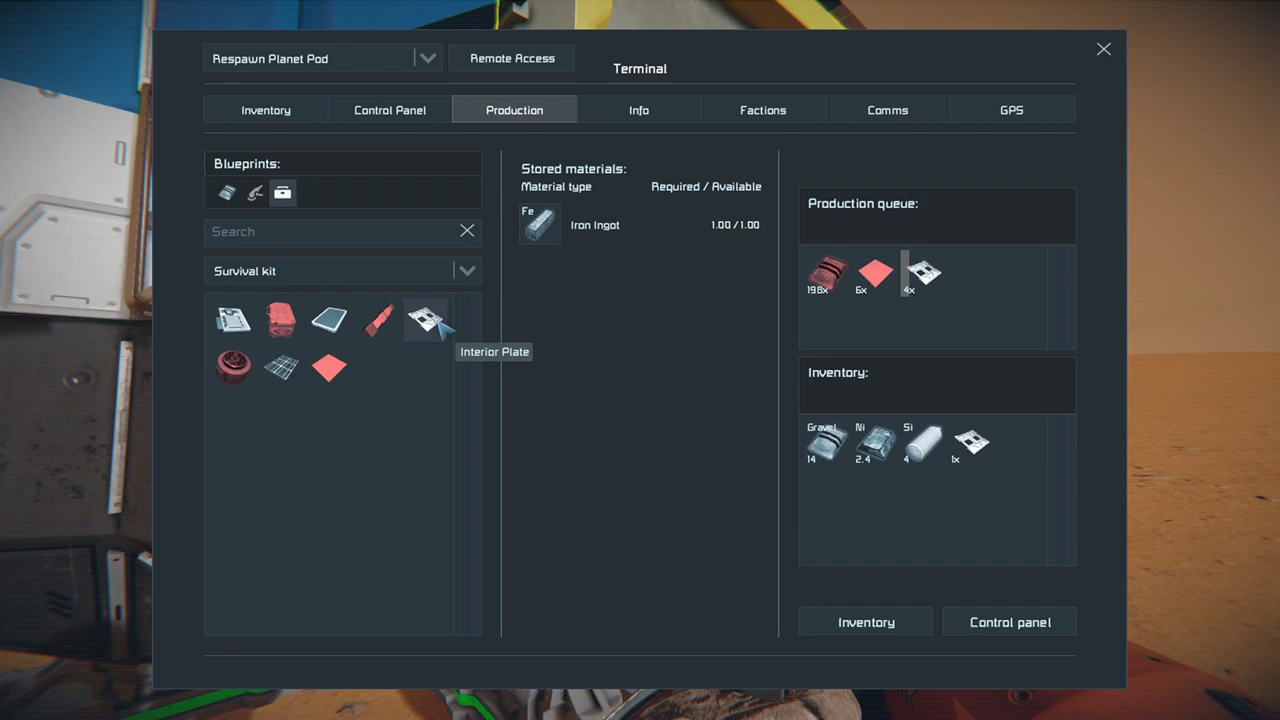 Respawn Planet Pod
Remote Access
Terminal
Inventory
Control Panel
Production
Info
Factions
Comms
GPS
Blueprints:
Search
Survival kit
Interior Plate
Stored materials:
Material type
Required / Available
Fe
Iron Ingot
1.00 / 1.00
Production queue:
198x
6x
4x
Inventory:
Gravel
14
Ni
2.4
Si
4
1x
Inventory
Control panel